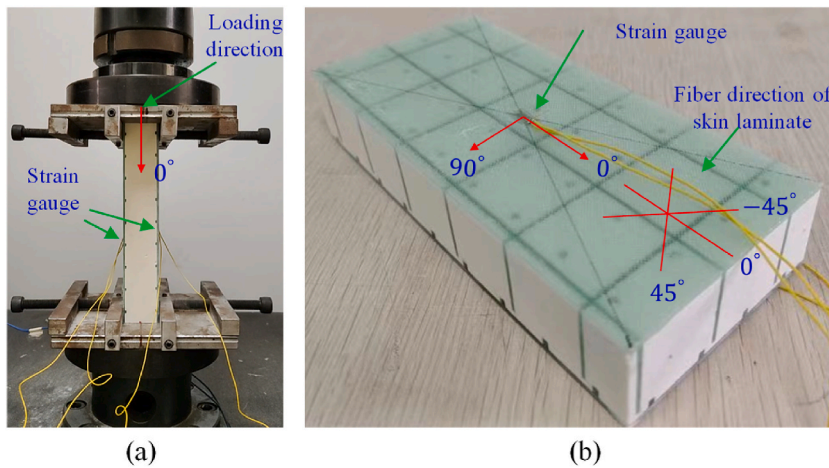 Loading
direction
0°
Strain
gauge
(a)
Strain gauge
Fiber direction of
skin laminate
90°
0°
−45°
0°
45°
(b)